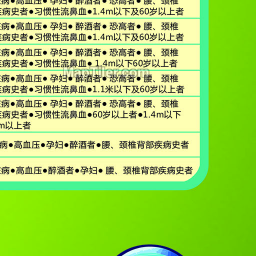 病●高血压● 孕妇● 醉酒者● 恐高者● 腰、颈椎
疾病史者●习惯性流鼻血●1.4m以下及60岁以上者
病●高血压● 孕妇● 醉酒者● 恐高者● 腰、颈椎
疾病史者●习惯性流鼻血●1.4m以下及60岁以上者
病●高血压● 孕妇● 醉酒者● 恐高者● 腰、颈椎
疾病史者●习惯性流鼻血 ● 1.4m以下60岁以上者
病●高血压● 孕妇● 醉酒者● 恐高者● 腰、颈椎
疾病史者●习惯性流鼻血●1.1米以下及60岁以上者
病●高血压● 孕妇● 醉酒者● 恐高者● 腰、颈椎
疾病史者●习惯性流鼻血●60岁以上者●1.4m以下
m以上者
病●高血压●孕妇●醉酒者●腰、颈椎背部疾病史者
病●高血压●醉酒者●孕妇● 腰、颈椎背部疾病史者